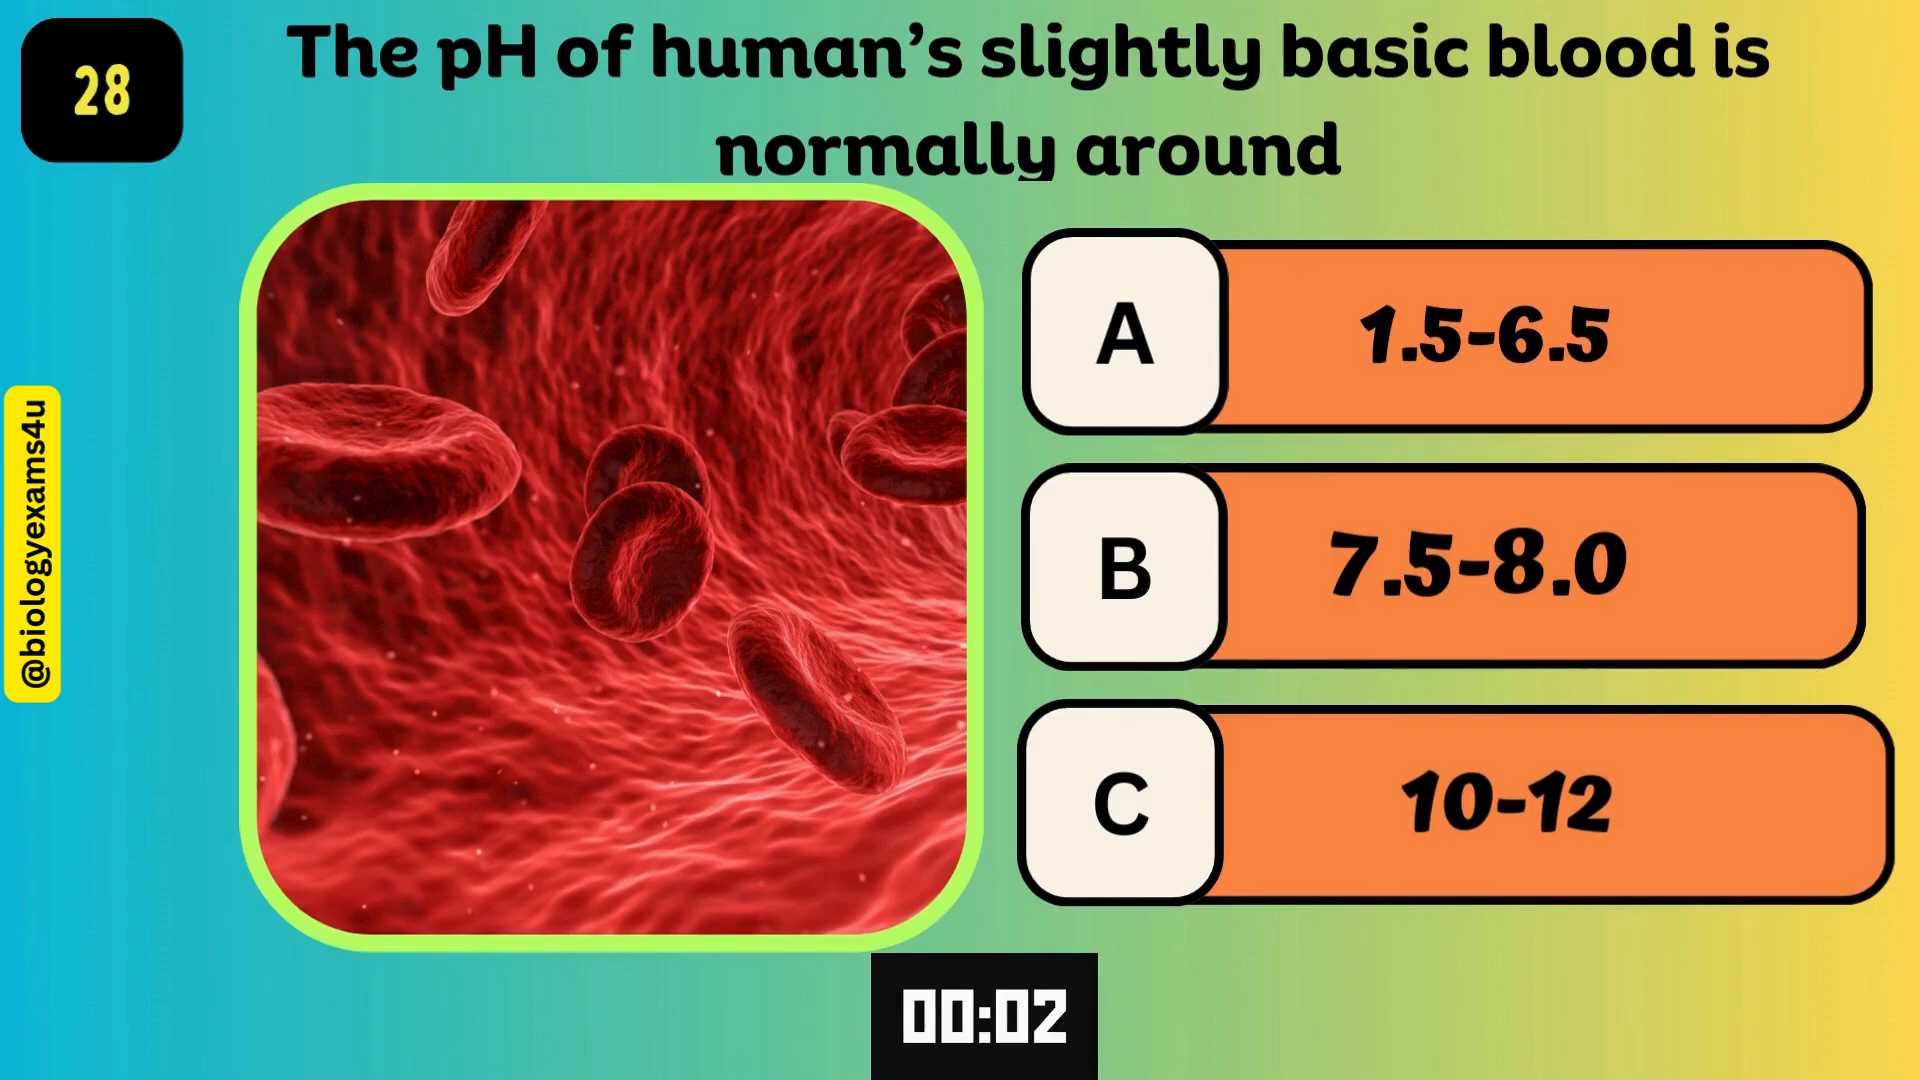 28
The pH of human’s slightly basic blood is
normally around
@biologyexams4u
A
1.5-6.5
B
7.5-8.0
C
10-12
00:02